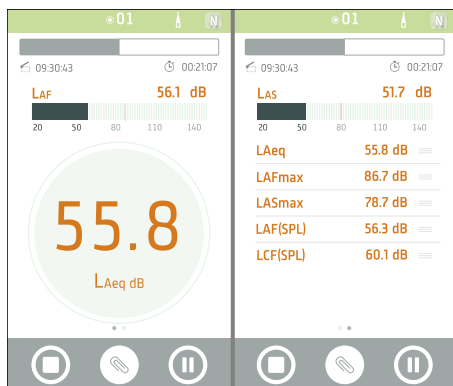 01
N
09:30:43 00:21:07
LAF 56.1 dB
20 50 80 110 140
55.8
LAeq dB
01
N
09:30:43 00:21:07
LAS 51.7 dB
20 50 80 110 140
LAeq 55.8 dB
LAFmax 86.7 dB
LASmax 78.7 dB
LAF(SPL) 56.3 dB
LCF(SPL) 60.1 dB